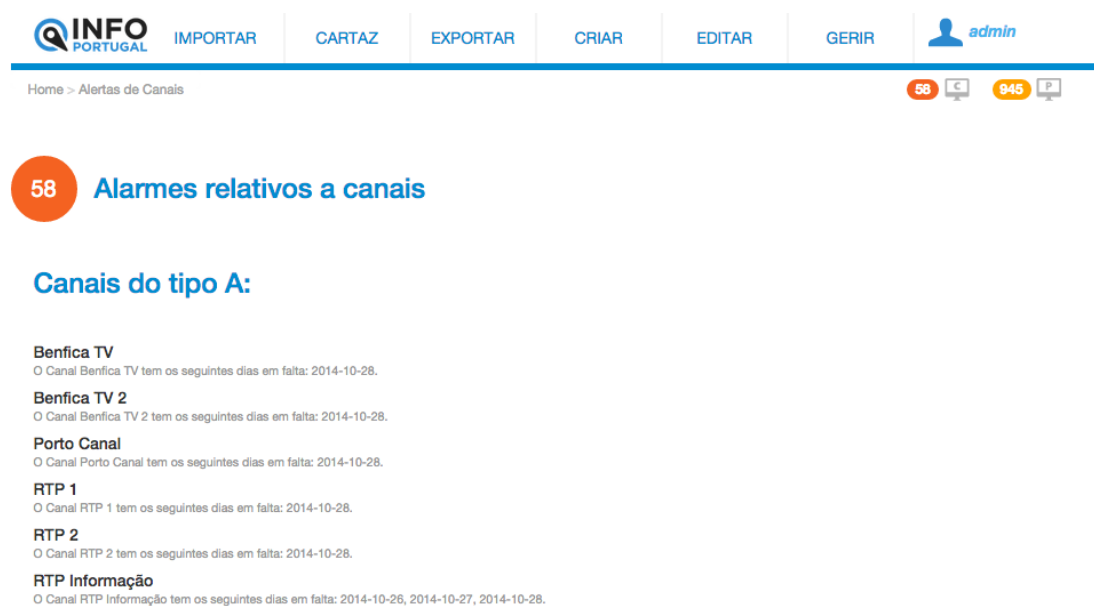 INFO
PORTUGAL
IMPORTAR CARTAZ EXPORTAR CRIAR EDITAR GERIR admin
Home > Alertas de Canais
58 C 945 P
58 Alarmes relativos a canais
Canais do tipo A:
Benfica TV
O Canal Benfica TV tem os seguintes dias em falta: 2014-10-28.
Benfica TV 2
O Canal Benfica TV 2 tem os seguintes dias em falta: 2014-10-28.
Porto Canal
O Canal Porto Canal tem os seguintes dias em falta: 2014-10-28.
RTP 1
O Canal RTP 1 tem os seguintes dias em falta: 2014-10-28.
RTP 2
O Canal RTP 2 tem os seguintes dias em falta: 2014-10-28.
RTP Informação
O Canal RTP Informação tem os seguintes dias em falta: 2014-10-26, 2014-10-27, 2014-10-28.